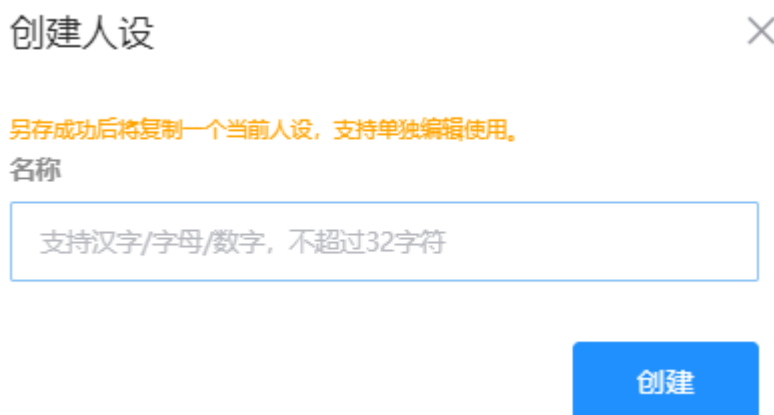 创建人设
另存成功后将复制一个当前人设，支持单独编辑使用。
名称
支持汉字/字母/数字，不超过32字符
创建